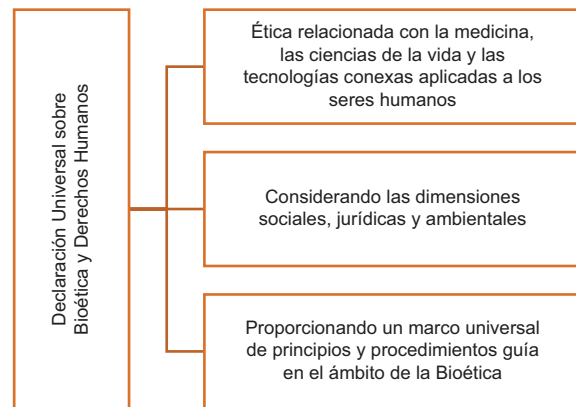 Declaración Universal sobre
Bioética y Derechos Humanos
Ética relacionada con la medicina,
las ciencias de la vida y las
tecnologías conexas aplicadas a los
seres humanos
Considerando las dimensiones
sociales, jurídicas y ambientales
Proporcionando un marco universal
de principios y procedimientos guía
en el ámbito de la Bioética